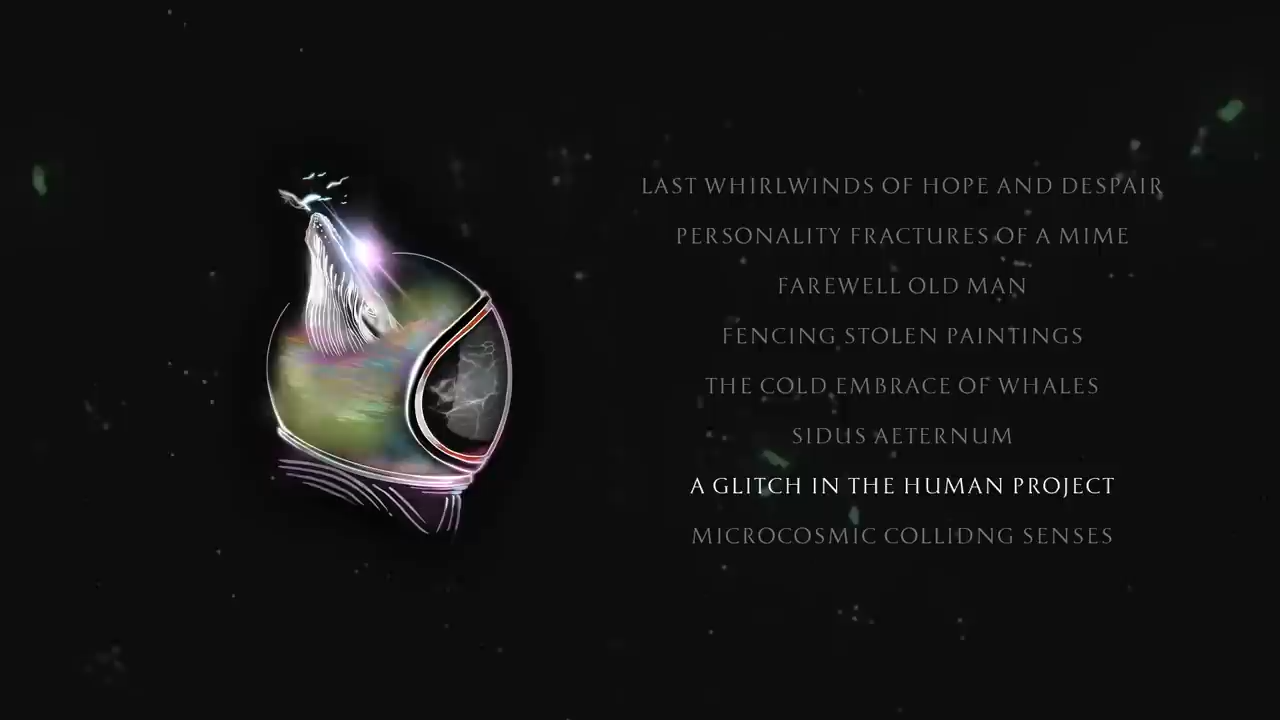 LAST WHIRLWINDS OF HOPE AND DESPAIR
PERSONALITY FRACTURES OF A MIME
FAREWELL OLD MAN
FENCING STOLEN PAINTINGS
THE COLD EMBRACE OF WHALES
SIDUS AETERNUM
A GLITCH IN THE HUMAN PROJECT
MICROCOSMIC COLLIDNG SENSES